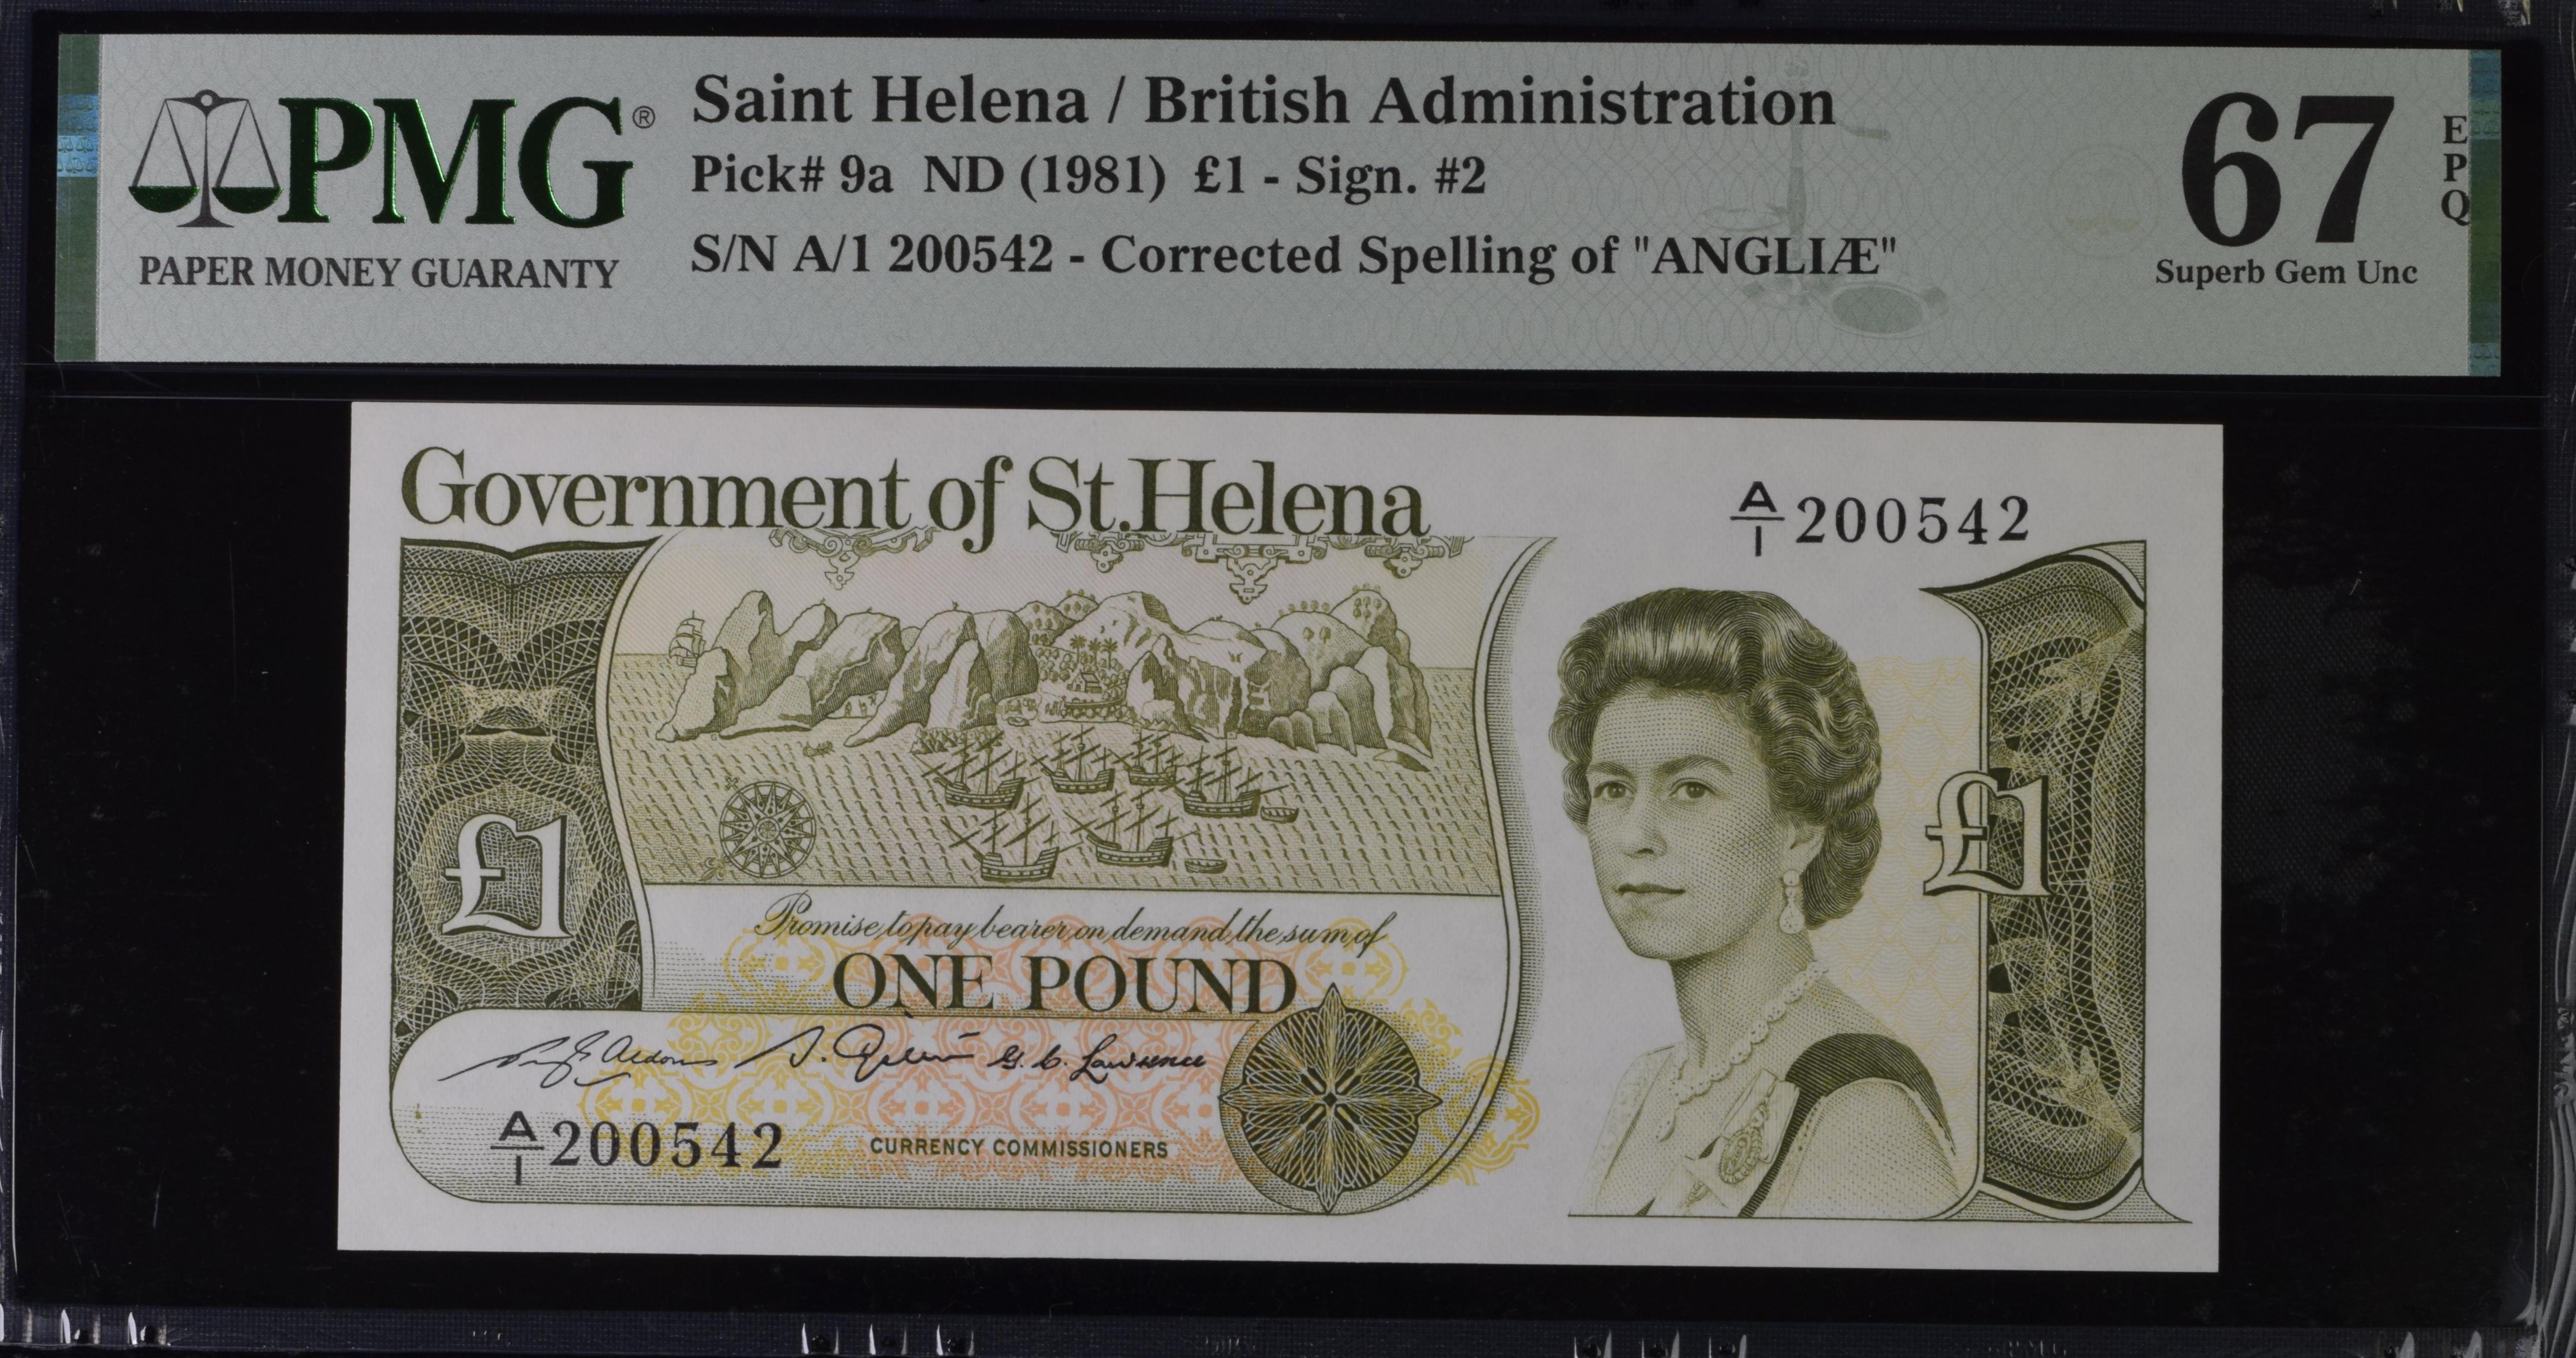 PMG®
PAPER MONEY GUARANTY
Saint Helena / British Administration
Pick# 9a ND (1981) £1 - Sign. #2
S/N A/1 200542 - Corrected Spelling of "ANGLIÆ"
67
EPQ
Superb Gem Unc
Government of St. Helena
A/1 200542
£1
£1
Promise to pay bearer on demand the sum of
ONE POUND
G. C. Lawrence
A/1 200542
CURRENCY COMMISSIONERS